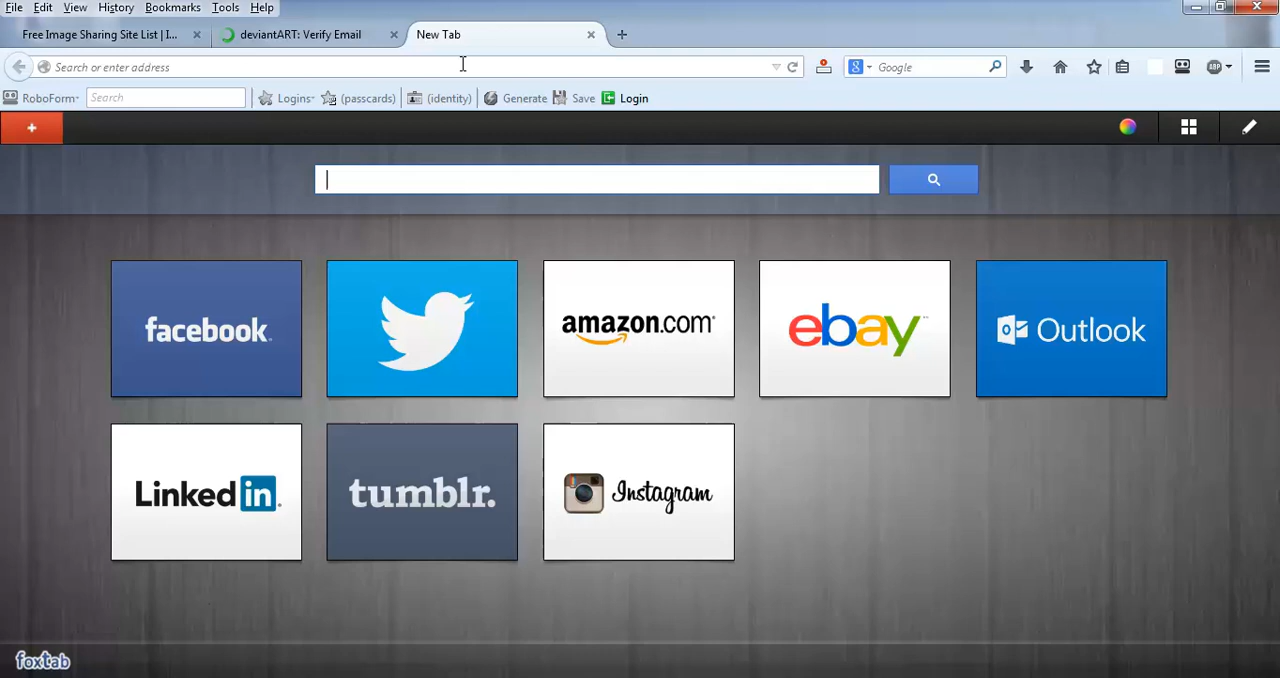 File Edit View History Bookmarks Tools Help
Free Image Sharing Site List | I... deviantART: Verify Email New Tab
Search or enter address Google
RoboForm Search Logins (passcards) (identity) Generate Save Login
facebook. amazon.com ebay Outlook
Linked in tumblr. Instagram
foxtab